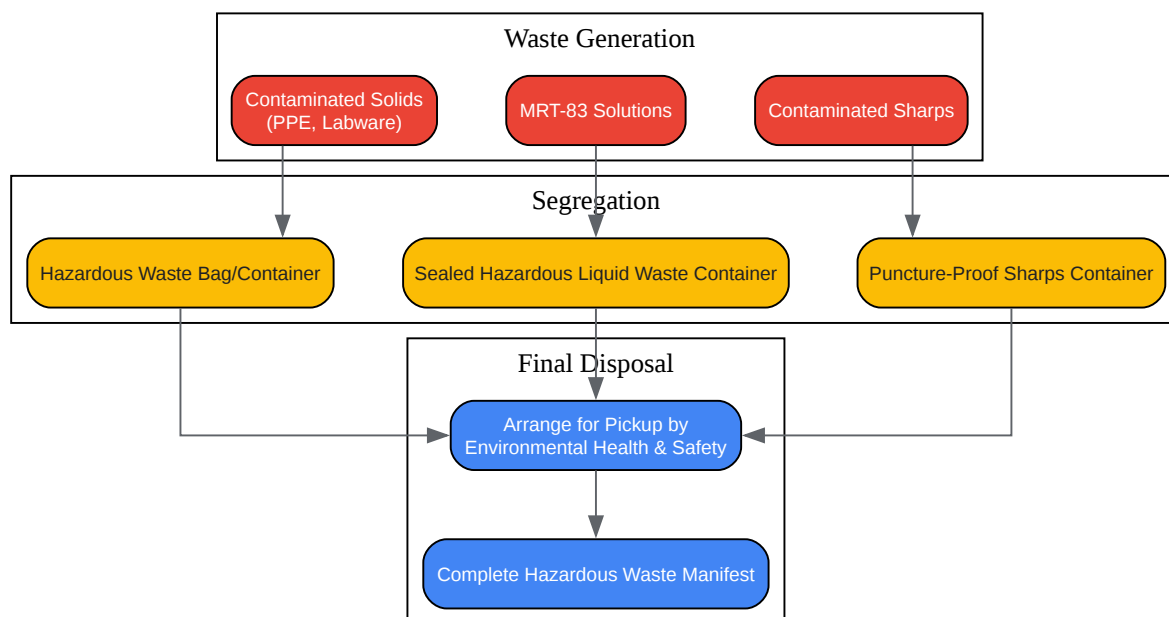 Waste Generation
Contaminated Solids
(PPE, Labware)
MRT-83 Solutions
Contaminated Sharps
Segregation
Hazardous Waste Bag/Container
Sealed Hazardous Liquid Waste Container
Puncture-Proof Sharps Container
Final Disposal
Arrange for Pickup by
Environmental Health & Safety
Complete Hazardous Waste Manifest